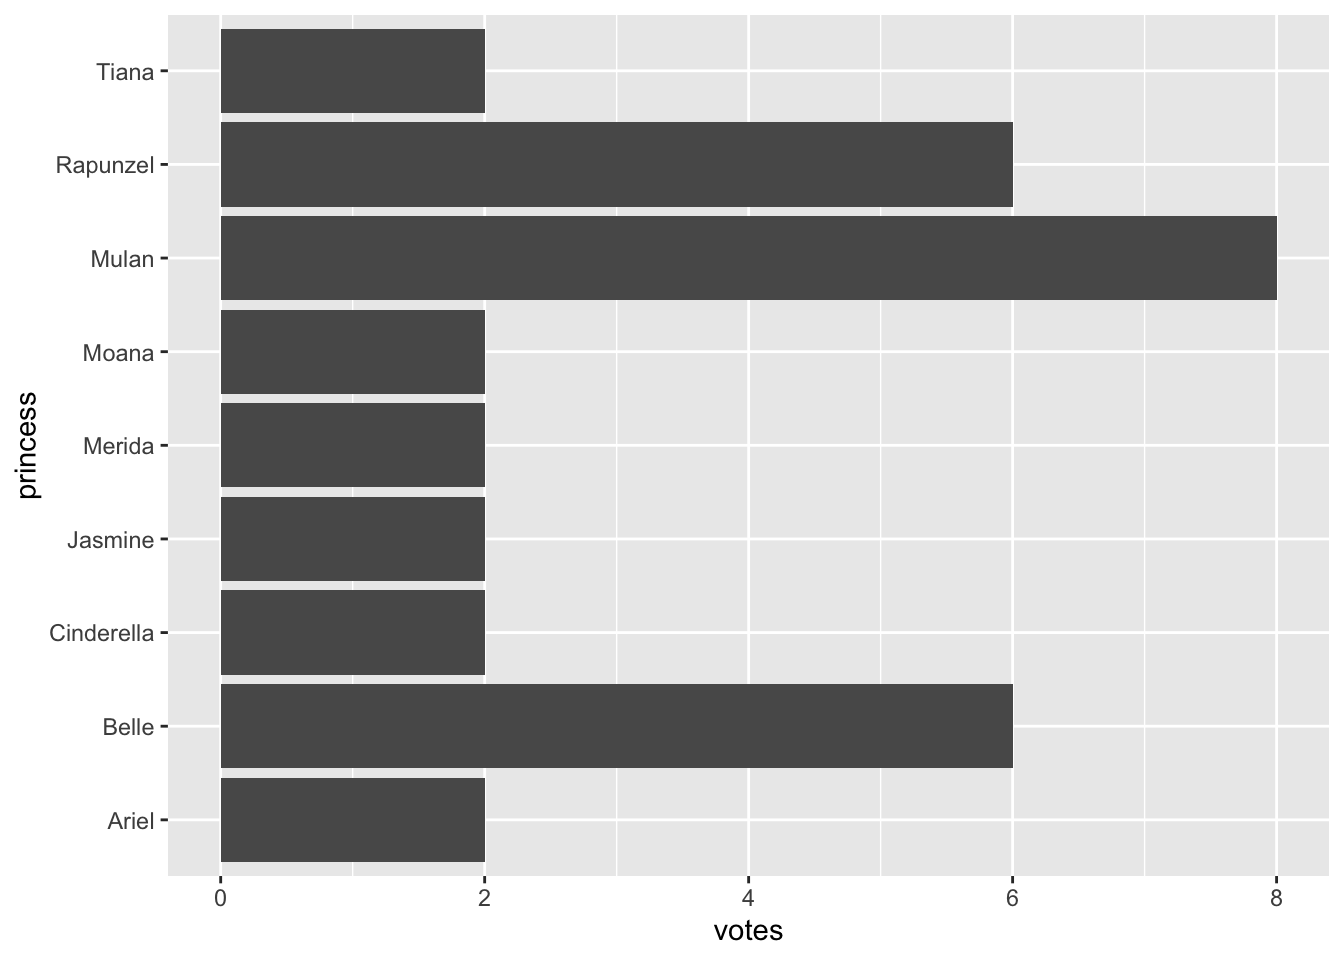 Tiana
Rapunzel
Mulan
Moana
Merida
Jasmine
Cinderella
Belle
Ariel
princess
0 2 4 6 8
votes